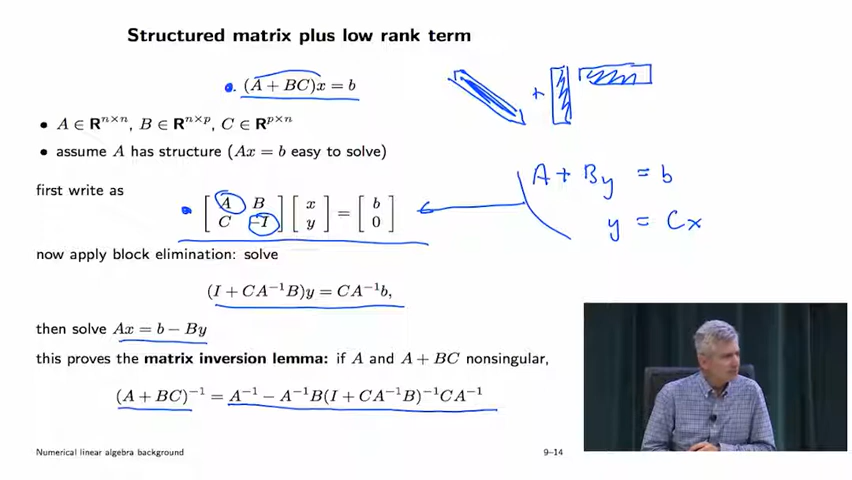 Structured matrix plus low rank term
(A + BC)x = b
+
• A ∈ R^{n×n}, B ∈ R^{n×p}, C ∈ R^{p×n}
• assume A has structure (Ax = b easy to solve)
A + By = b
first write as
[ A B ; C −I ] [ x ; y ] = [ b ; 0 ]
y = Cx
now apply block elimination: solve
(I + CA^{−1}B)y = CA^{−1}b,
then solve Ax = b − By
this proves the matrix inversion lemma: if A and A + BC nonsingular,
(A + BC)^{−1} = A^{−1} − A^{−1}B(I + CA^{−1}B)^{−1}CA^{−1}
Numerical linear algebra background 9–14